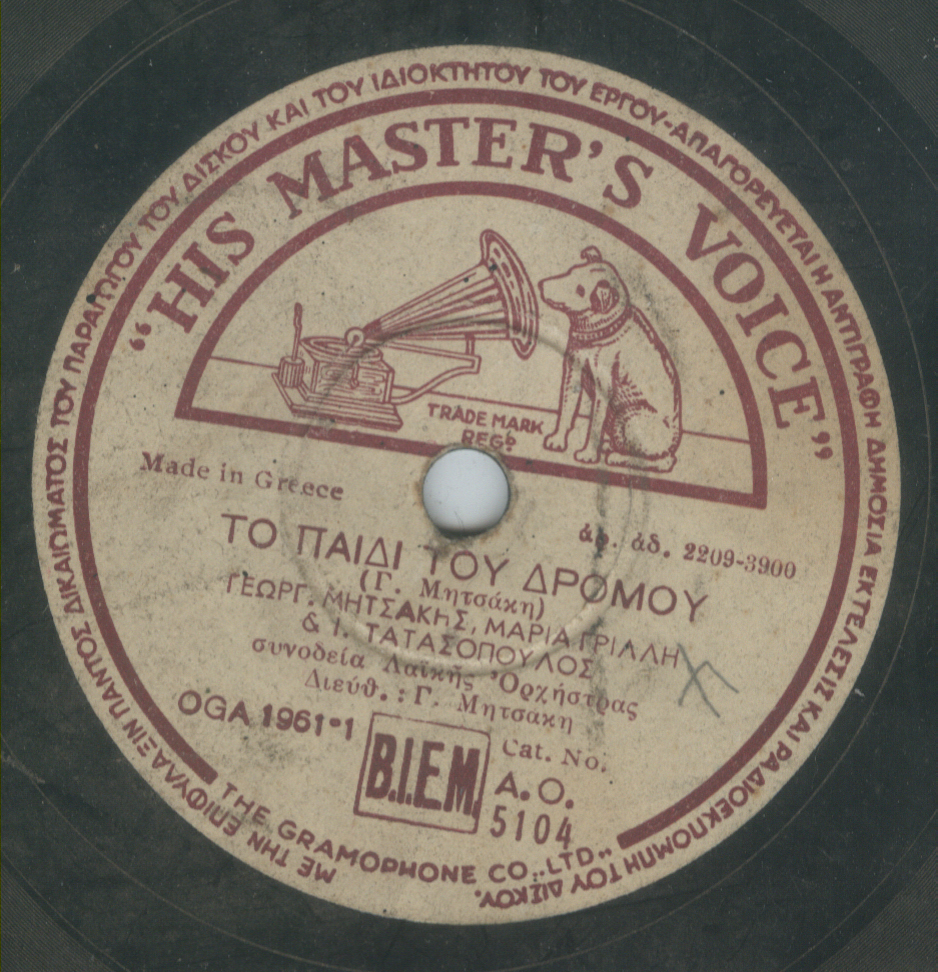 ΜΕ ΤΗΝ ΕΠΙΦΥΛΑΞΙΝ ΠΑΝΤΟΣ ΔΙΚΑΙΩΜΑΤΟΣ ΤΟΥ ΠΑΡΑΓΩΓΟΥ ΤΟΥ ΔΙΣΚΟΥ ΚΑΙ ΤΟΥ ΙΔΙΟΚΤΗΤΟΥ ΤΟΥ ΕΡΓΟΥ-ΑΠΑΓΟΡΕΥΕΤΑΙ Η ΑΝΤΙΓΡΑΦΗ ΔΗΜΟΣΙΑ ΕΚΤΕΛΕΣΙΣ ΚΑΙ ΡΑΔΙΟΕΚΠΟΜΠΗ ΤΟΥ ΔΙΣΚΟΥ.
“HIS MASTER'S VOICE”
TRADE MARK
REGD.
Made in Greece
ἀρ. ἀδ. 2209-3900
ΤΟ ΠΑΙΔΙ ΤΟΥ ΔΡΟΜΟΥ
(Γ. Μητσάκη)
ΓΕΩΡΓ. ΜΗΤΣΑΚΗΣ, ΜΑΡΙΑ ΓΡΙΛΛΗ
& Ι. ΤΑΤΑΣΟΠΟΥΛΟΣ
συνοδεία Λαϊκῆς Ὀρχήστρας
Διεύθ.: Γ. Μητσάκη
OGA 1961-1
B.I.E.M.
Cat. No.
A. O.
5104
THE GRAMOPHONE CO., LTD.